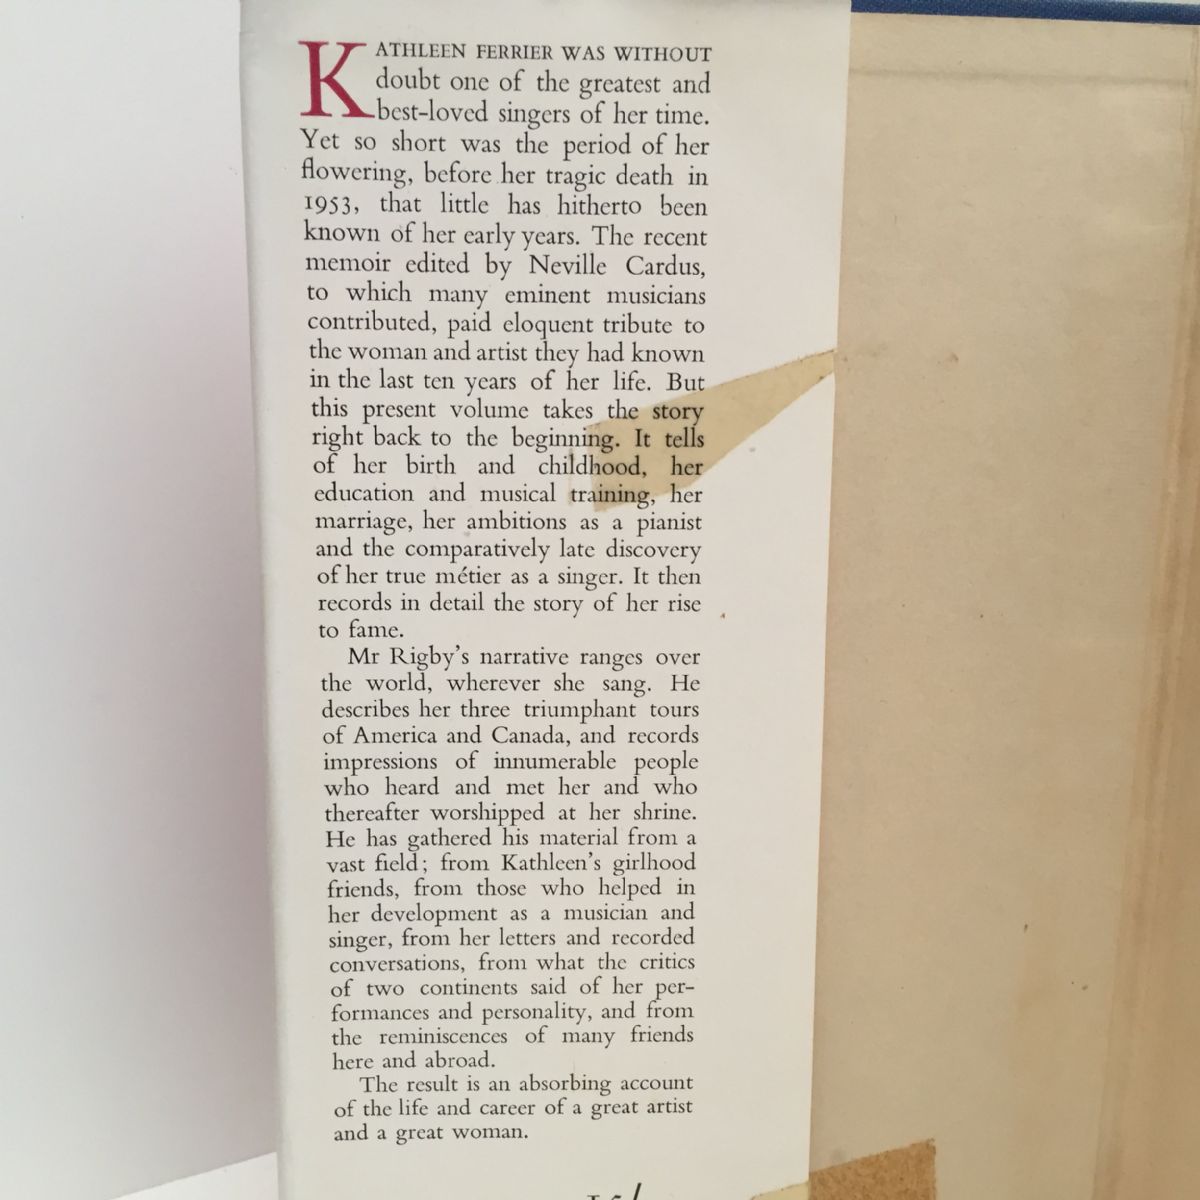 KATHLEEN FERRIER WAS WITHOUT
doubt one of the greatest and
best-loved singers of her time.
Yet so short was the period of her
flowering, before her tragic death in
1953, that little has hitherto been
known of her early years. The recent
memoir edited by Neville Cardus,
to which many eminent musicians
contributed, paid eloquent tribute to
the woman and artist they had known
in the last ten years of her life. But
this present volume takes the story
right back to the beginning. It tells
of her birth and childhood, her
education and musical training, her
marriage, her ambitions as a pianist
and the comparatively late discovery
of her true métier as a singer. It then
records in detail the story of her rise
to fame.
Mr Rigby's narrative ranges over
the world, wherever she sang. He
describes her three triumphant tours
of America and Canada, and records
impressions of innumerable people
who heard and met her and who
thereafter worshipped at her shrine.
He has gathered his material from a
vast field; from Kathleen's girlhood
friends, from those who helped in
her development as a musician and
singer, from her letters and recorded
conversations, from what the critics
of two continents said of her per-
formances and personality, and from
the reminiscences of many friends
here and abroad.
The result is an absorbing account
of the life and career of a great artist
and a great woman.